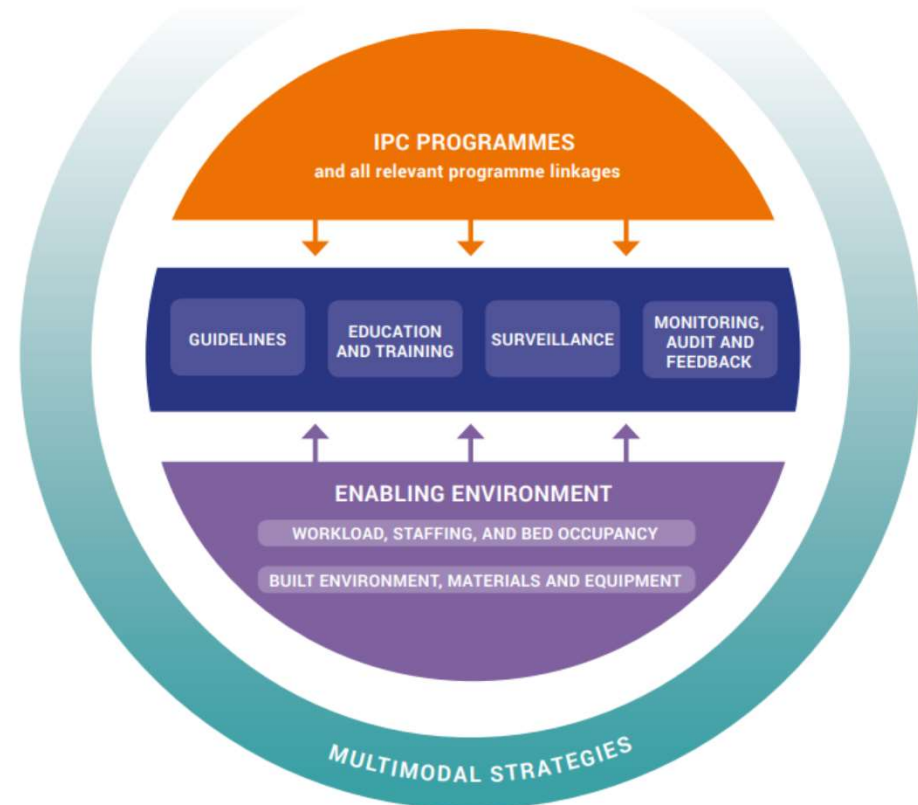 IPC PROGRAMMES
and all relevant programme linkages
GUIDELINES
EDUCATION
AND TRAINING
SURVEILLANCE
MONITORING,
AUDIT AND
FEEDBACK
ENABLING ENVIRONMENT
WORKLOAD, STAFFING, AND BED OCCUPANCY
BUILT ENVIRONMENT, MATERIALS AND EQUIPMENT
MULTIMODAL STRATEGIES